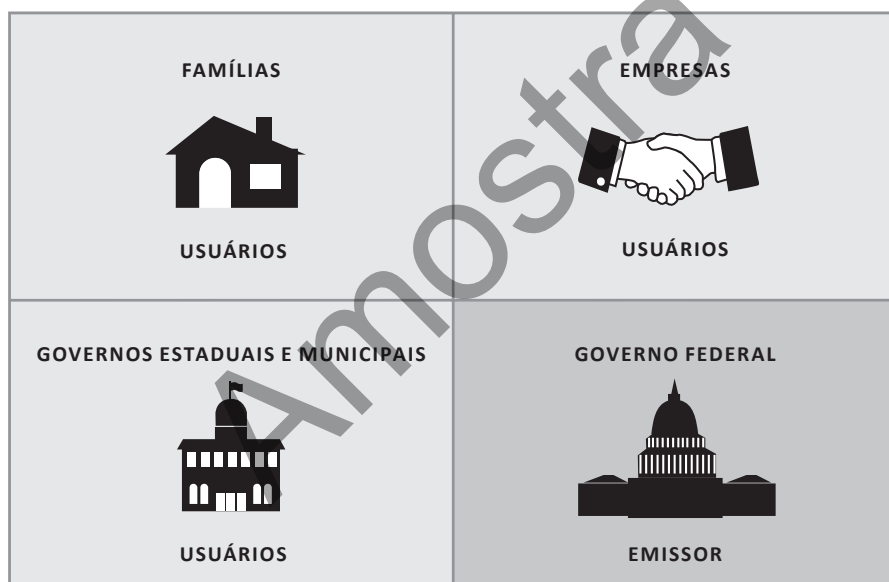 FAMÍLIAS
USUÁRIOS
EMPRESAS
USUÁRIOS
GOVERNOS ESTADUAIS E MUNICIPAIS
USUÁRIOS
GOVERNO FEDERAL
EMISSOR
Amostra